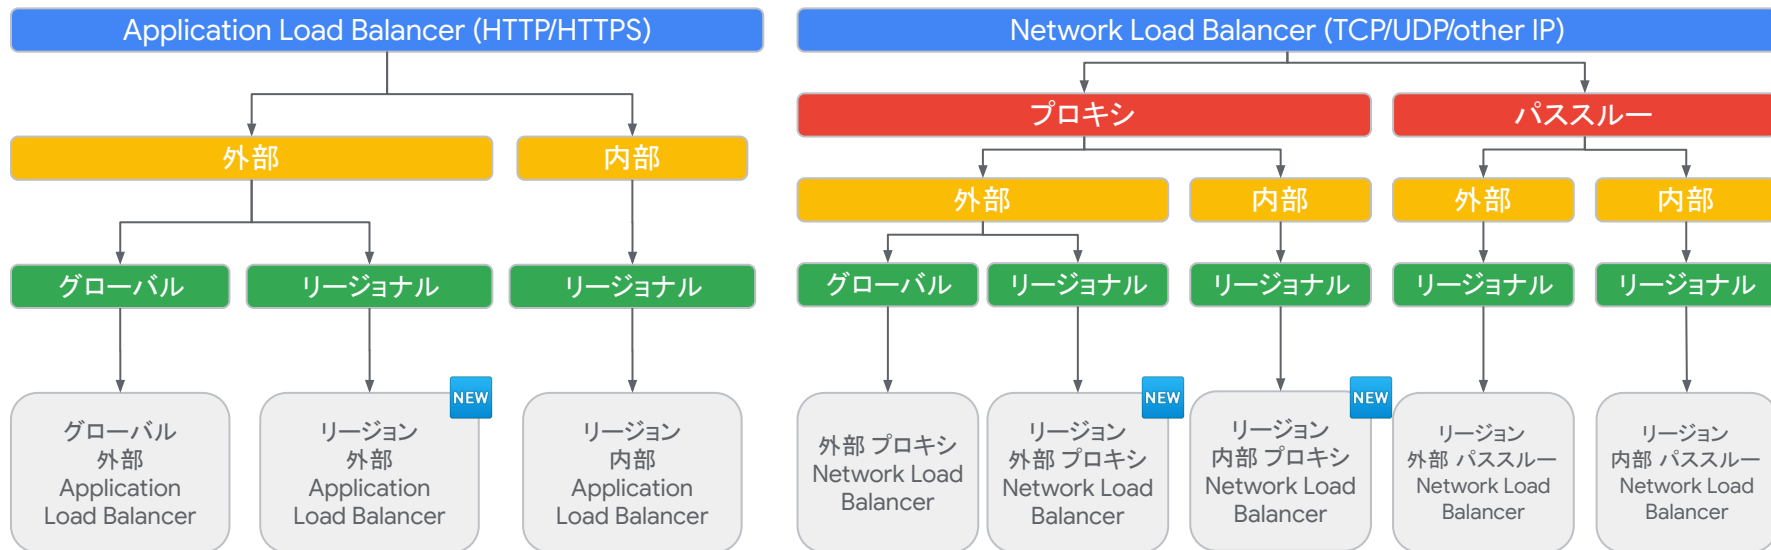 Application Load Balancer (HTTP/HTTPS)
外部
内部
グローバル
リージョナル
リージョナル
グローバル
外部
Application
Load Balancer
NEW
リージョン
外部
Application
Load Balancer
リージョン
内部
Application
Load Balancer
Network Load Balancer (TCP/UDP/other IP)
プロキシ
パススルー
外部
内部
外部
内部
グローバル
リージョナル
リージョナル
リージョナル
リージョナル
外部 プロキシ
Network Load
Balancer
NEW
リージョン
外部 プロキシ
Network Load
Balancer
NEW
リージョン
内部 プロキシ
Network Load
Balancer
リージョン
外部 パススルー
Network Load
Balancer
リージョン
内部 パススルー
Network Load
Balancer